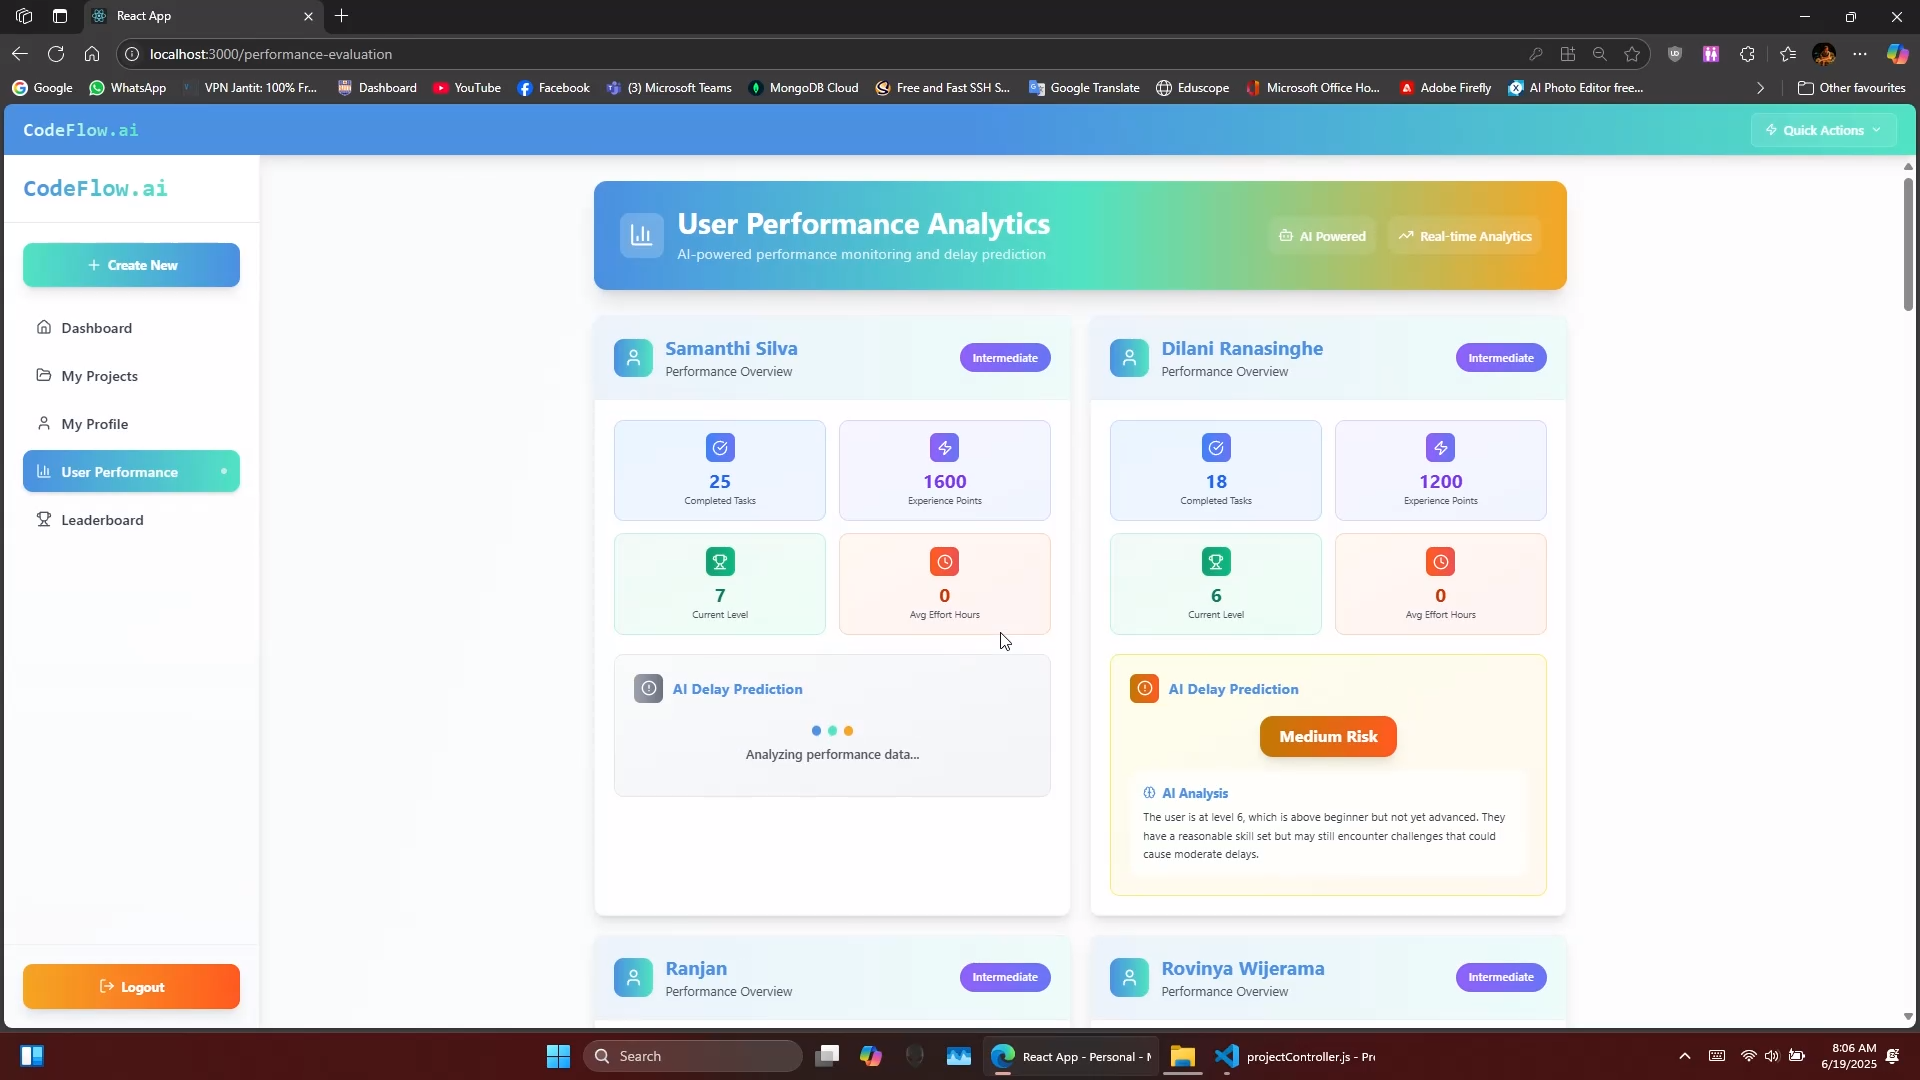 React App
localhost:3000/performance-evaluation
Google
WhatsApp
VPN Jantit: 100% Fr...
Dashboard
YouTube
Facebook
(3) Microsoft Teams
MongoDB Cloud
Free and Fast SSH S...
Google Translate
Eduscope
Microsoft Office Ho...
Adobe Firefly
AI Photo Editor free...
Other favourites
CodeFlow.ai
Quick Actions
CodeFlow.ai
Create New
Dashboard
My Projects
My Profile
User Performance
Leaderboard
Logout
User Performance Analytics
AI-powered performance monitoring and delay prediction
AI Powered
Real-time Analytics
Samanthi Silva
Performance Overview
Intermediate
25
Completed Tasks
1600
Experience Points
7
Current Level
0
Avg Effort Hours
AI Delay Prediction
Analyzing performance data...
Dilani Ranasinghe
Performance Overview
Intermediate
18
Completed Tasks
1200
Experience Points
6
Current Level
0
Avg Effort Hours
AI Delay Prediction
Medium Risk
AI Analysis
The user is at level 6, which is above beginner but not yet advanced. They
have a reasonable skill set but may still encounter challenges that could
cause moderate delays.
Ranjan
Performance Overview
Intermediate
Rovinya Wijerama
Performance Overview
Intermediate
Search
React App - Personal -
projectController.js - Pr
8:06 AM
6/19/2025